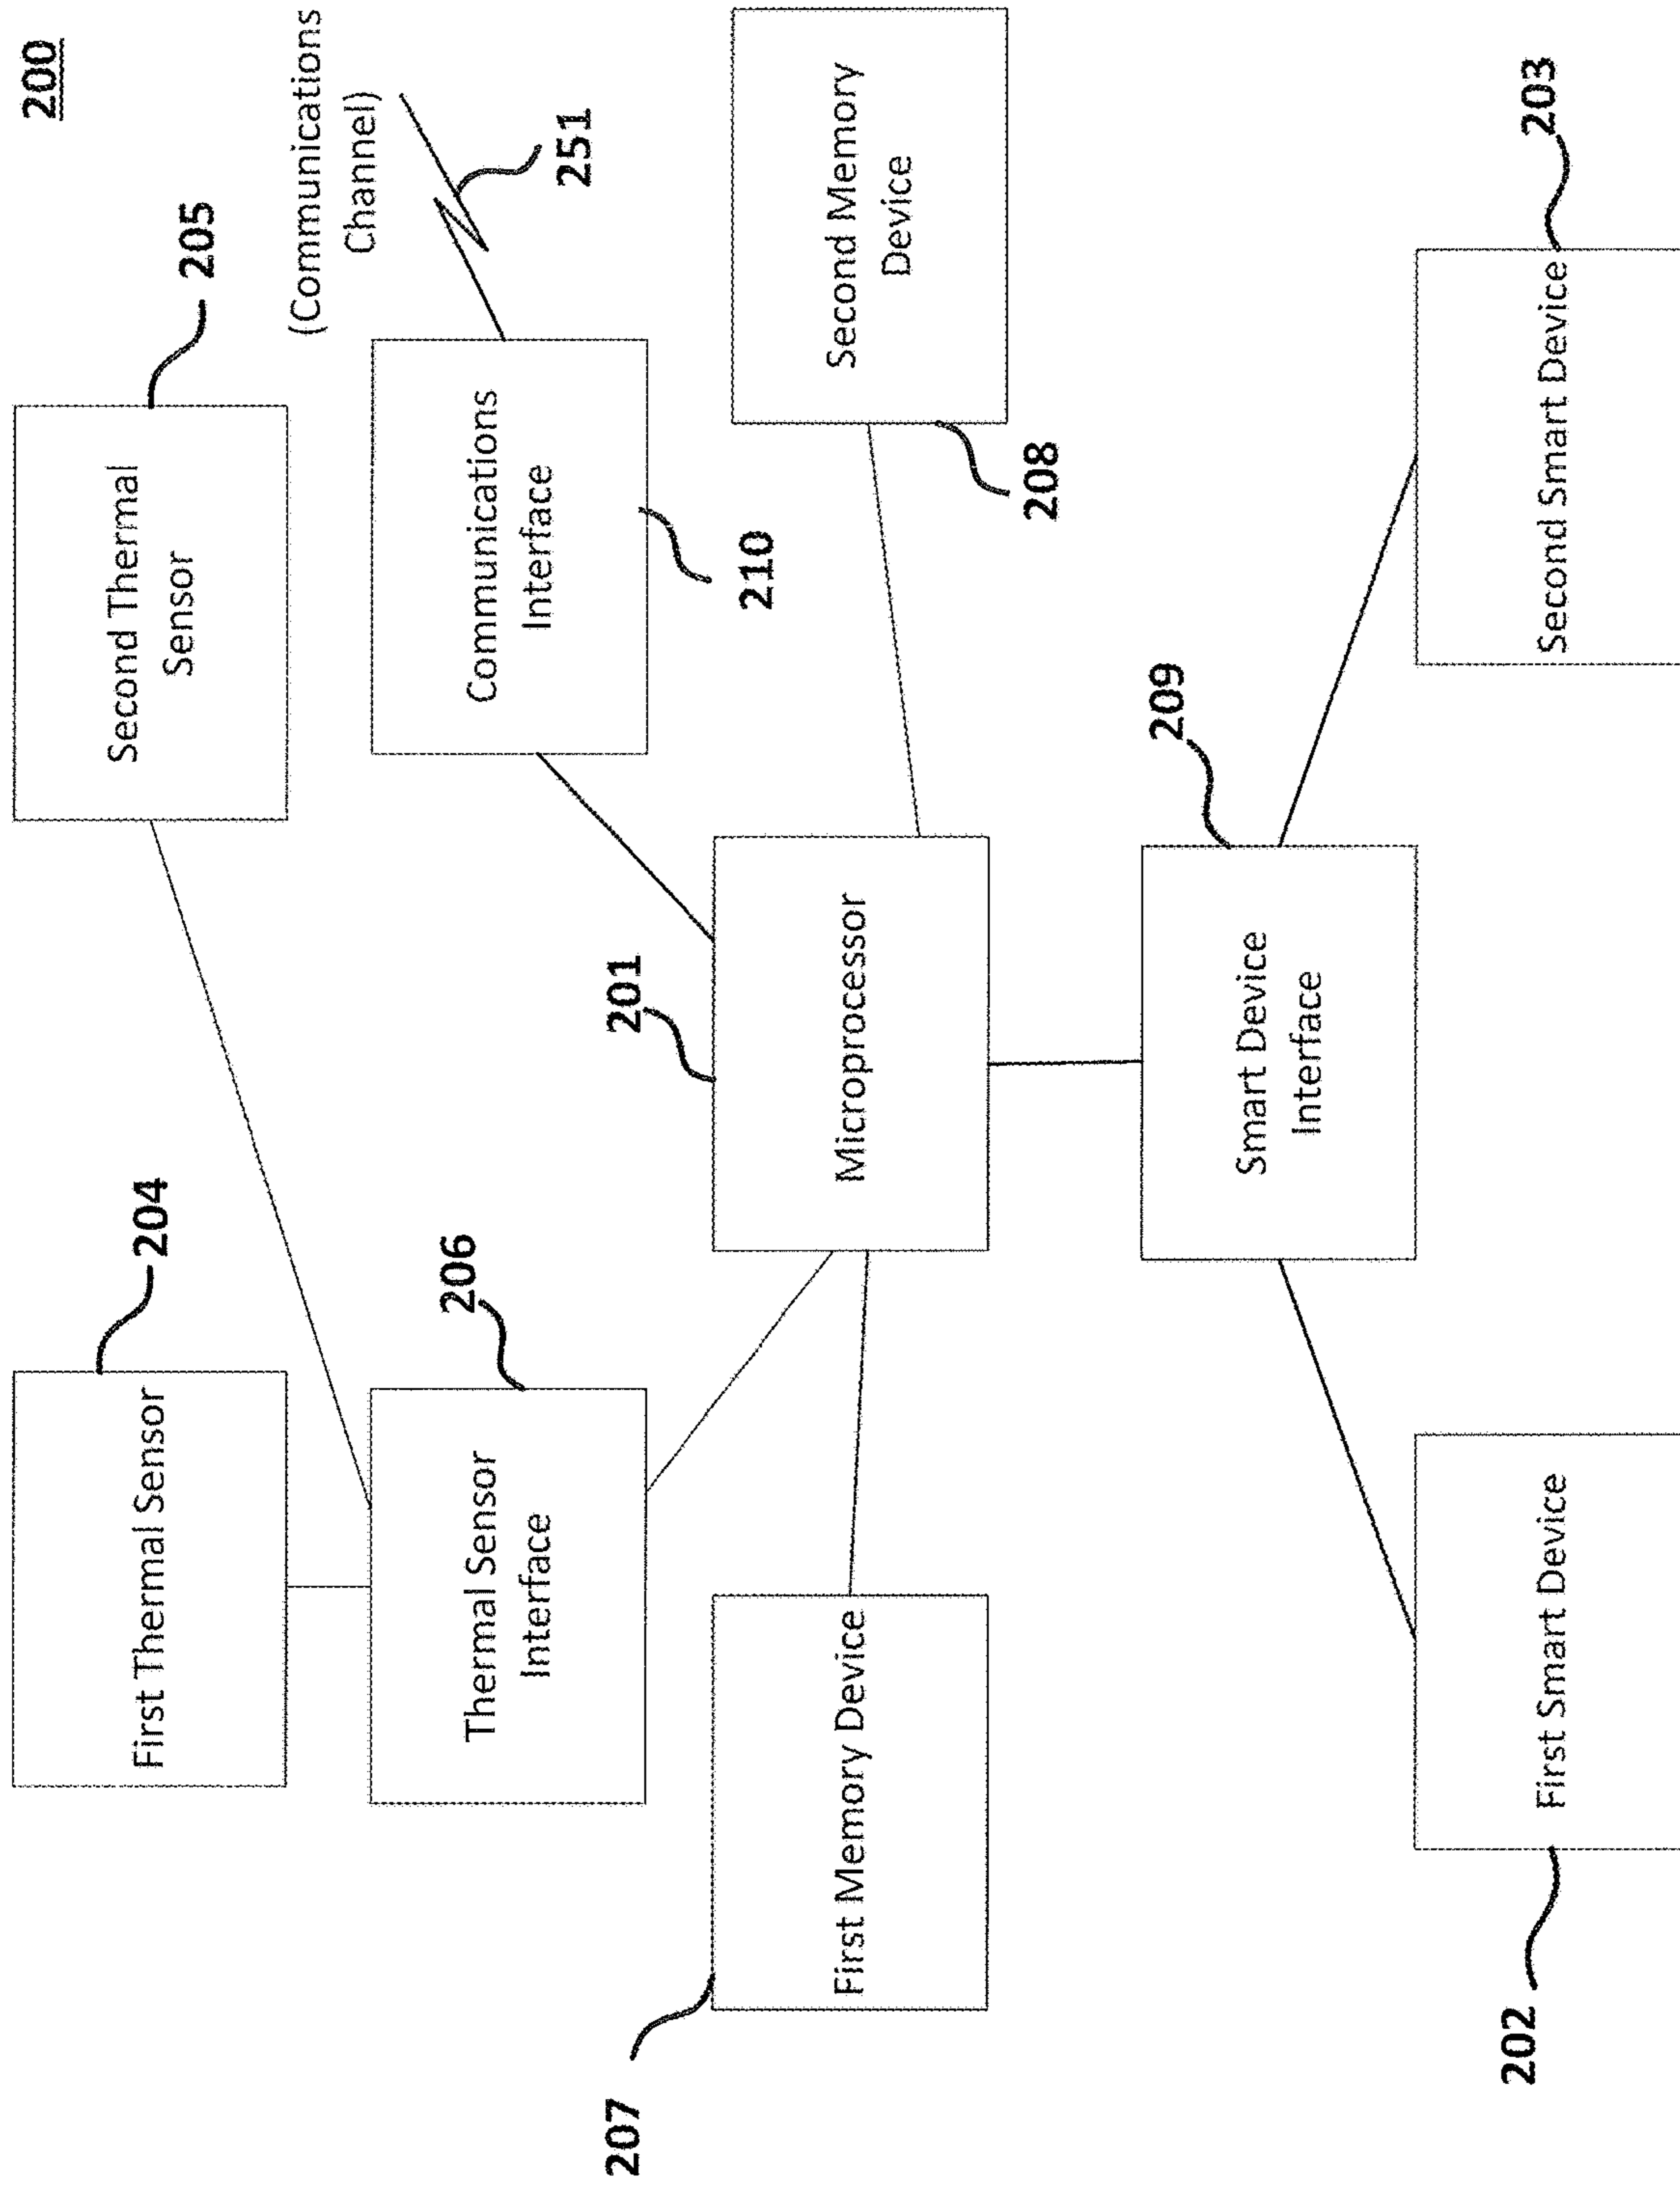 200
205
204
Second Thermal
Sensor
First Thermal Sensor
(Communications
Channel)
251
206
Communications
Interface
Thermal Sensor
Interface
210
201
207
Second Memory
Device
Microprocessor
First Memory Device
208
209
Smart Device
Interface
203
Second Smart Device
First Smart Device
202